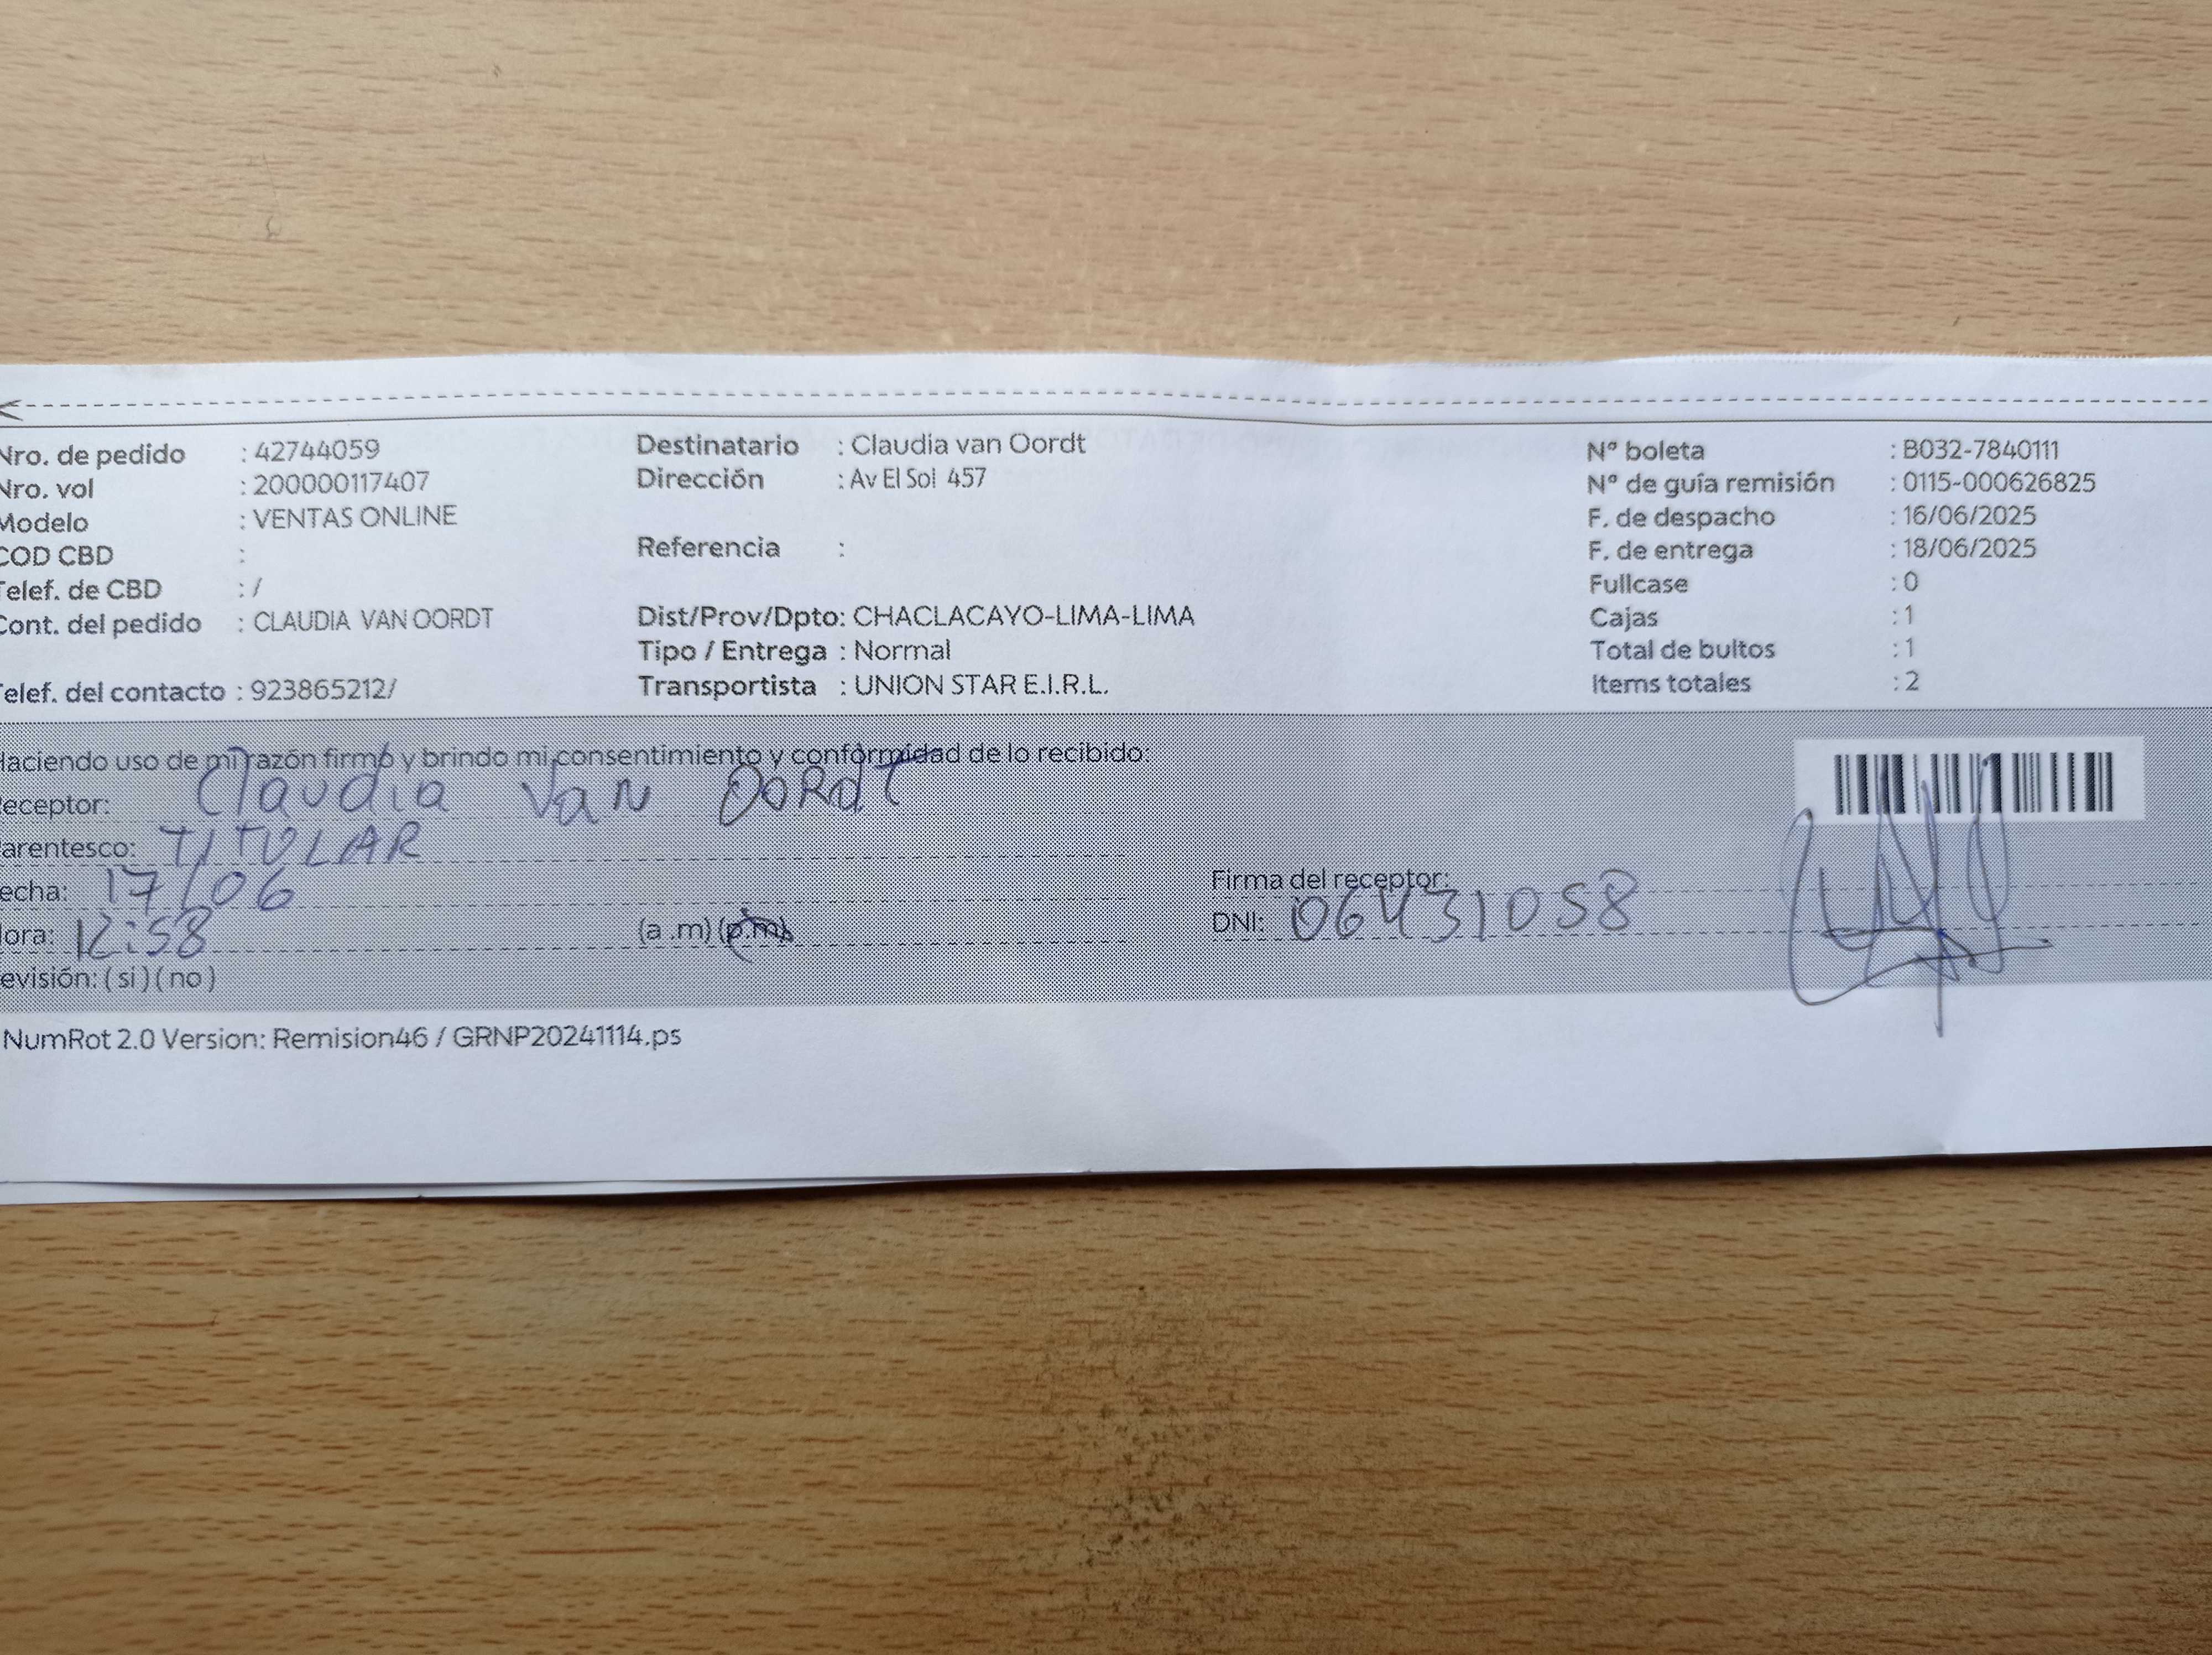 Nro. de pedido : 42744059
Nro. vol : 200000117407
Modelo : VENTAS ONLINE
COD CBD :
Telef. de CBD : /
Cont. del pedido : CLAUDIA VAN OORDT
Telef. del contacto : 923865212/
Destinatario : Claudia van Oordt
Dirección : Av El Sol 457
Referencia :
Dist/Prov/Dpto: CHACLACAYO-LIMA-LIMA
Tipo / Entrega : Normal
Transportista : UNION STAR E.I.R.L.
Nº boleta : B032-7840111
Nº de guía remisión : 0115-000626825
F. de despacho : 16/06/2025
F. de entrega : 18/06/2025
Fullcase : 0
Cajas : 1
Total de bultos : 1
Items totales : 2
Haciendo uso de mi razón firmo y brindo mi consentimiento y conformidad de lo recibido:
Receptor: Claudia Van OORdT
Parentesco: TITULAR
Fecha: 17/06
Hora: 12:58 (a .m) (p.m)
Revisión: ( si ) ( no )
Firma del receptor:
DNI: 06431058
NumRot 2.0 Version: Remision46 / GRNP20241114.ps